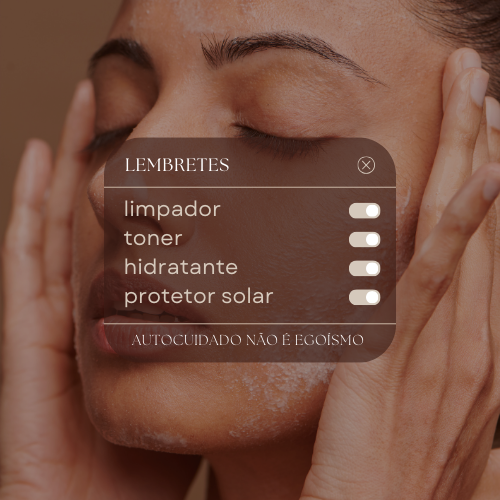 LEMBRETES
limpador
toner
hidratante
protetor solar
AUTOCUIDADO NÃO É EGOÍSMO